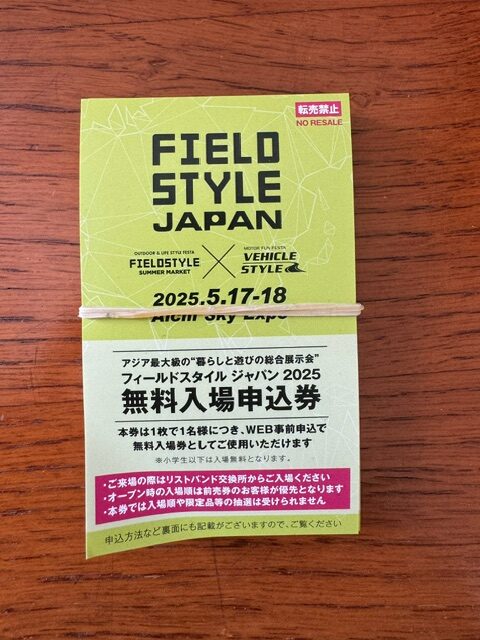 転売禁止
NO RESALE
FIELD
STYLE
JAPAN
OUTDOOR & LIFE STYLE FESTA
FIELDSTYLE
SUMMER MARKET
×
MOTOR FUN FESTA
VEHICLE
STYLE
2025.5.17-18
Aichi Sky Expo
アジア最大級の“暮らしと遊びの総合展示会”
フィールドスタイル ジャパン 2025
無料入場申込券
本券は1枚で1名様につき、WEB事前申込で
無料入場券としてご使用いただけます
※小学生以下は入場無料となります。
・ご来場の際はリストバンド交換所からご入場ください
・オープン時の入場順は前売券のお客様が優先となります
・本券では入場順や限定品等の抽選は受けられません
申込方法など裏面にも記載がございますので、ご覧ください